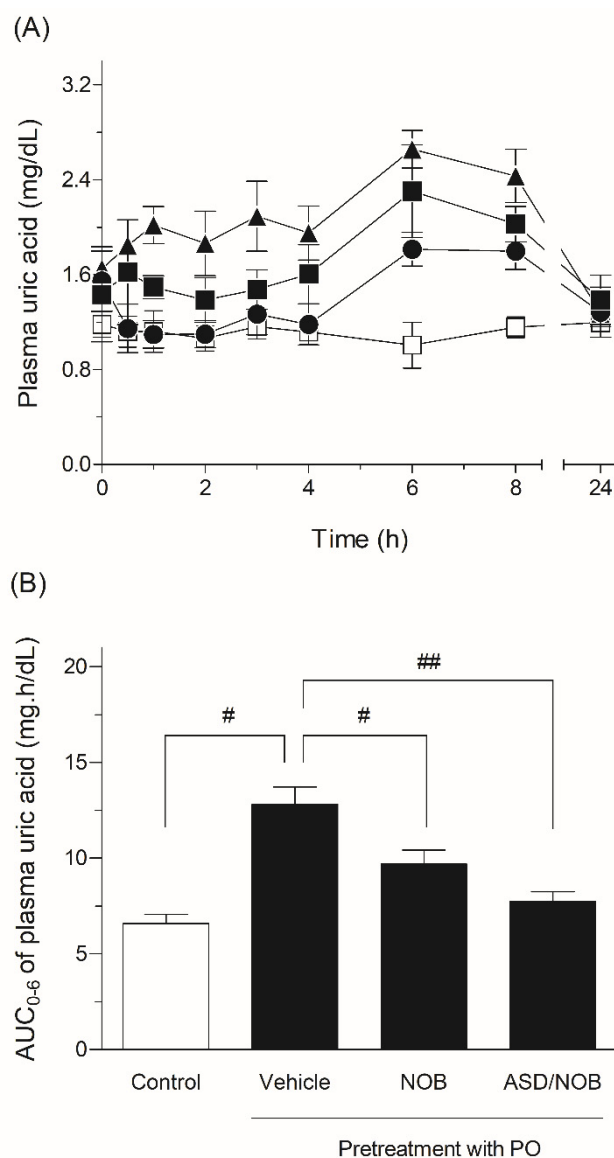 (A)
Plasma uric acid (mg/dL)
3.2
2.4
1.6
0.8
0.0
0 2 4 6 8 24
Time (h)
(B)
AUC0-6 of plasma uric acid (mg.h/dL)
20
15
10
5
0
##
# #
Control Vehicle NOB ASD/NOB
Pretreatment with PO